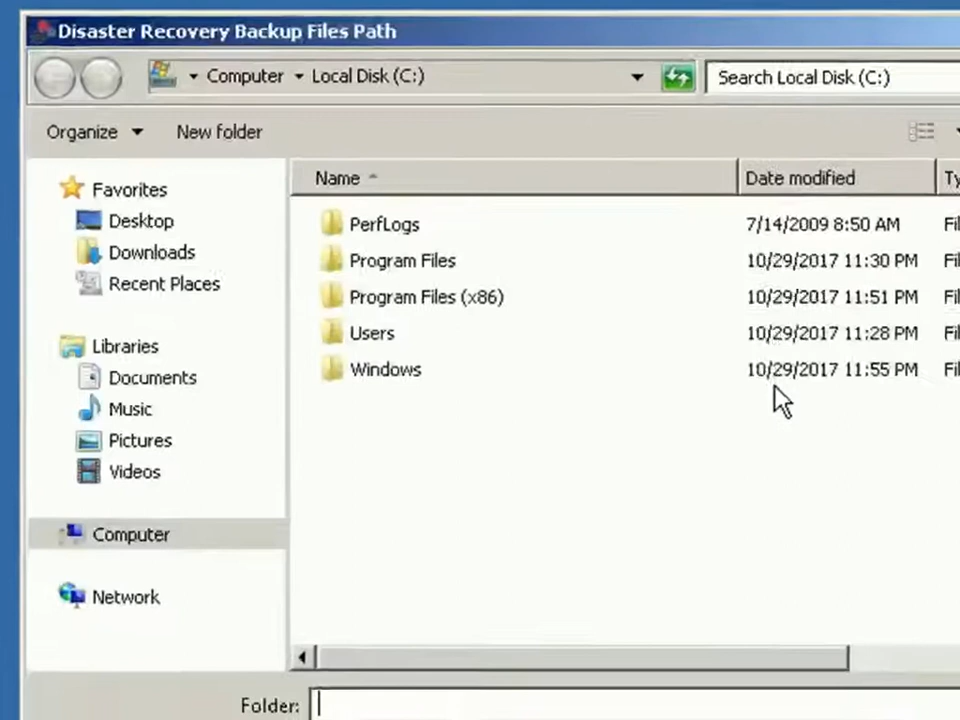 Disaster Recovery Backup Files Path
Computer Local Disk (C:) Search Local Disk (C:)
Organize New folder
Favorites
Desktop
Downloads
Recent Places
Libraries
Documents
Music
Pictures
Videos
Computer
Network
Name Date modified Ty
PerfLogs 7/14/2009 8:50 AM Fil
Program Files 10/29/2017 11:30 PM Fil
Program Files (x86) 10/29/2017 11:51 PM Fil
Users 10/29/2017 11:28 PM Fil
Windows 10/29/2017 11:55 PM Fil
Folder: